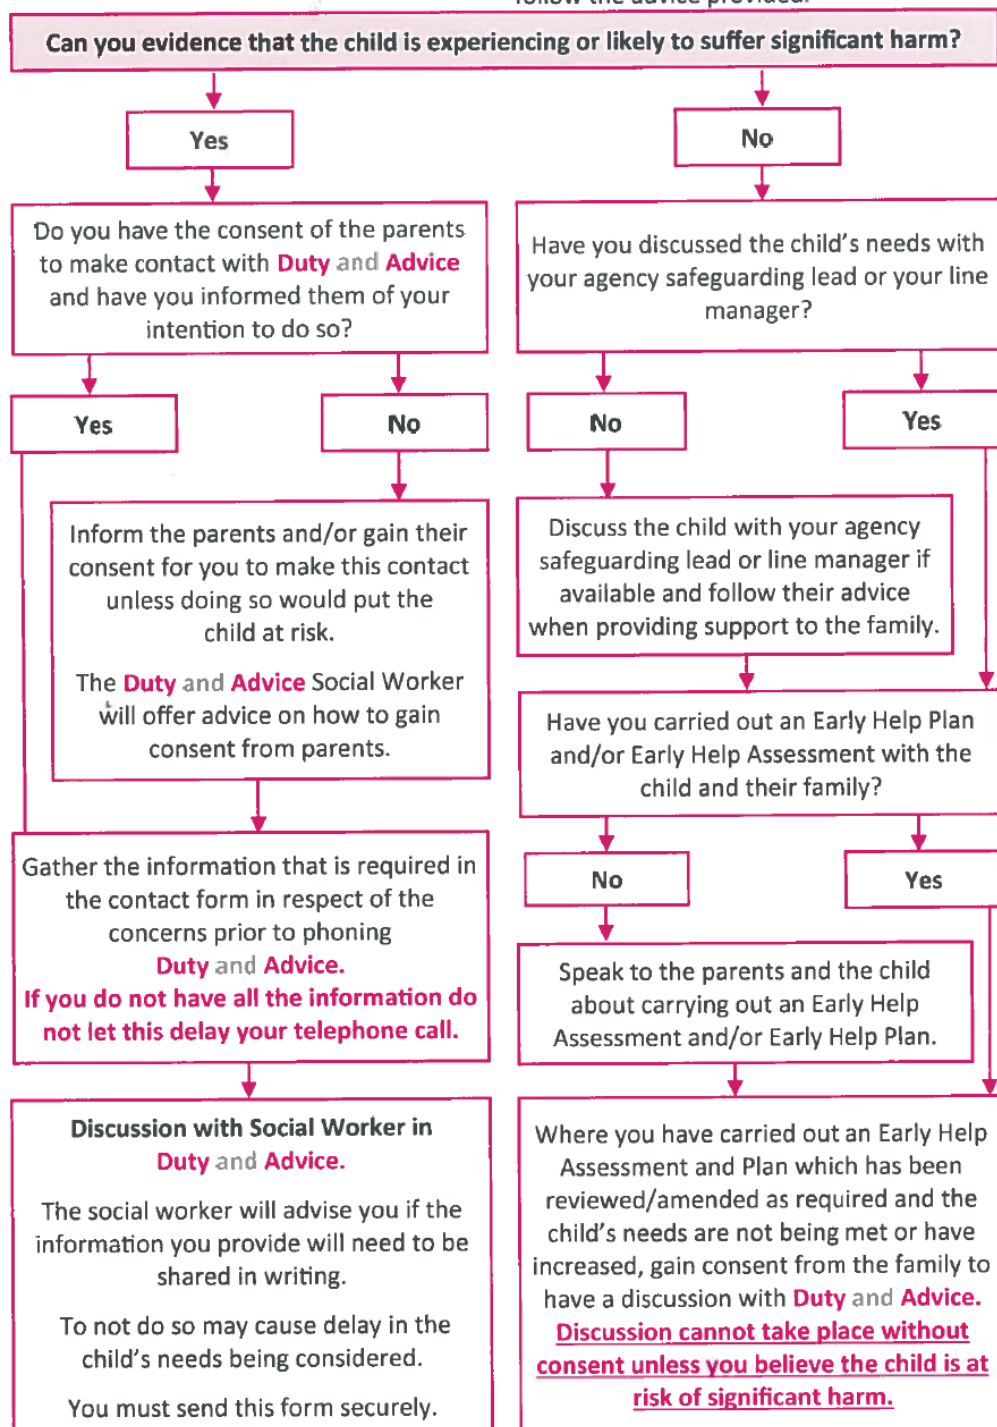 follow the advice provided.
Can you evidence that the child is experiencing or likely to suffer significant harm?
Yes
No
Do you have the consent of the parents
to make contact with Duty and Advice
and have you informed them of your
intention to do so?
Have you discussed the child's needs with
your agency safeguarding lead or your line
manager?
Yes
No
No
Yes
Inform the parents and/or gain their
consent for you to make this contact
unless doing so would put the
child at risk.
The Duty and Advice Social Worker
will offer advice on how to gain
consent from parents.
Discuss the child with your agency
safeguarding lead or line manager if
available and follow their advice
when providing support to the family.
Have you carried out an Early Help Plan
and/or Early Help Assessment with the
child and their family?
Gather the information that is required in
the contact form in respect of the
concerns prior to phoning
Duty and Advice.
If you do not have all the information do
not let this delay your telephone call.
No
Yes
Speak to the parents and the child
about carrying out an Early Help
Assessment and/or Early Help Plan.
Discussion with Social Worker in
Duty and Advice.
The social worker will advise you if the
information you provide will need to be
shared in writing.
To not do so may cause delay in the
child's needs being considered.
You must send this form securely.
Where you have carried out an Early Help
Assessment and Plan which has been
reviewed/amended as required and the
child's needs are not being met or have
increased, gain consent from the family to
have a discussion with Duty and Advice.
Discussion cannot take place without
consent unless you believe the child is at
risk of significant harm.